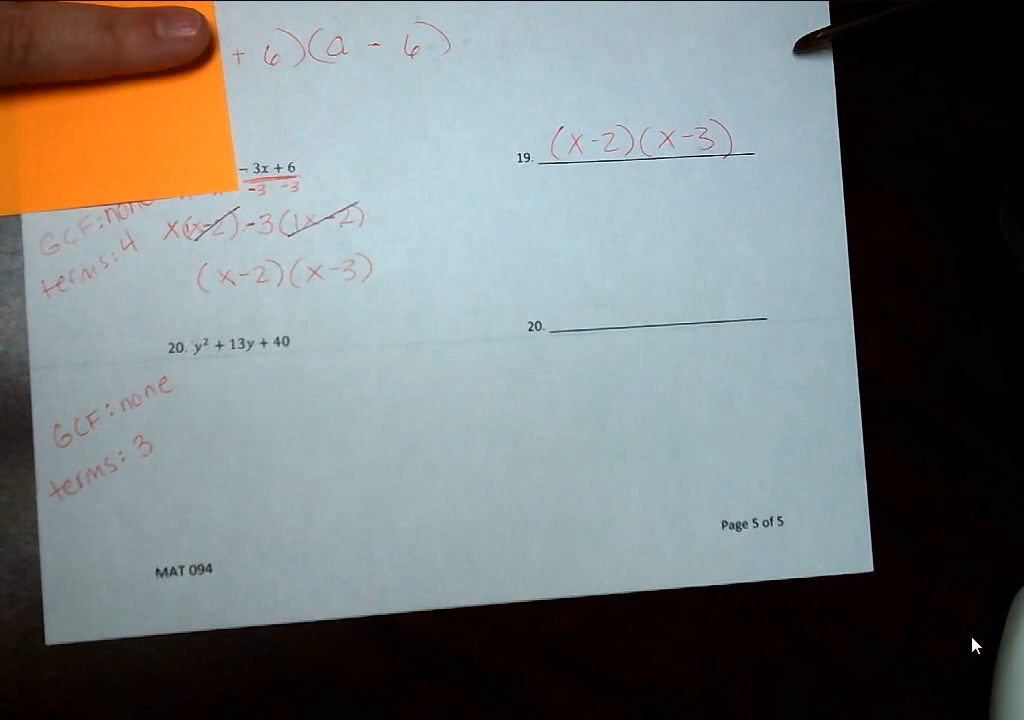 + 6)(a - 6)
19. (x-2)(x-3)
- 3x + 6
-3 -3
GCF: none
terms: 4
x(x-2) -3(1x-2)
(x-2)(x-3)
20. y² + 13y + 40
20.
GCF: none
terms: 3
Page 5 of 5
MAT 094